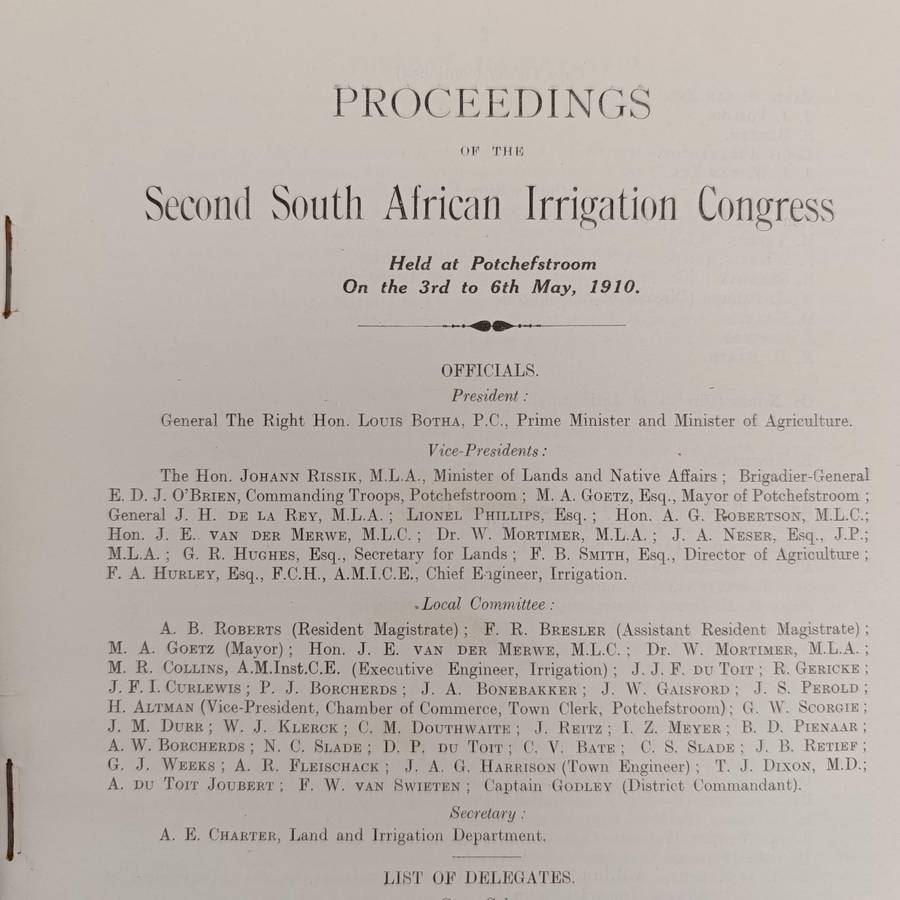 PROCEEDINGS
OF THE
Second South African Irrigation Congress
Held at Potchefstroom
On the 3rd to 6th May, 1910.
OFFICIALS.
President :
General The Right Hon. LOUIS BOTHA, P.C., Prime Minister and Minister of Agriculture.
Vice-Presidents :
The Hon. JOHANN RISSIK, M.L.A., Minister of Lands and Native Affairs ; Brigadier-General
E. D. J. O'BRIEN, Commanding Troops, Potchefstroom ; M. A. GOETZ, Esq., Mayor of Potchefstroom ;
General J. H. DE LA REY, M.L.A. ; LIONEL PHILLIPS, Esq. ; Hon. A. G. ROBERTSON, M.L.C.;
Hon. J. E. VAN DER MERWE, M.L.C. ; Dr. W. MORTIMER, M.L.A. ; J. A. NESER, Esq., J.P.;
M.L.A. ; G. R. HUGHES, Esq., Secretary for Lands ; F. B. SMITH, Esq., Director of Agriculture ;
F. A. HURLEY, Esq., F.C.H., A.M.I.C.E., Chief Engineer, Irrigation.
Local Committee :
A. B. ROBERTS (Resident Magistrate) ; F. R. BRESLER (Assistant Resident Magistrate) ;
M. A. GOETZ (Mayor) ; Hon. J. E. VAN DER MERWE, M.L.C. ; Dr. W. MORTIMER, M.L.A. ;
M. R. COLLINS, A.M.Inst.C.E. (Executive Engineer, Irrigation) ; J. J. F. DU TOIT ; R. GERICKE ;
J. F. I. CURLEWIS ; P. J. BORCHERDS ; J. A. BONEBAKKER ; J. W. GAISFORD ; J. S. PEROLD ;
H. ALTMAN (Vice-President, Chamber of Commerce, Town Clerk, Potchefstroom) ; G. W. SCORGIE ;
J. M. DURR ; W. J. KLERCK ; C. M. DOUTHWAITE ; J. REITZ ; I. Z. MEYER ; B. D. PIENAAR ;
A. W. BORCHERDS ; N. C. SLADE ; D. P. DU TOIT ; C. V. BATE ; C. S. SLADE ; J. B. RETIEF ;
G. J. WEEKS ; A. R. FLEISCHACK ; J. A. G. HARRISON (Town Engineer) ; T. J. DIXON, M.D.;
A. DU TOIT JOUBERT ; F. W. VAN SWIETEN ; Captain GODLEY (District Commandant).
Secretary :
A. E. CHARTER, Land and Irrigation Department.
LIST OF DELEGATES.